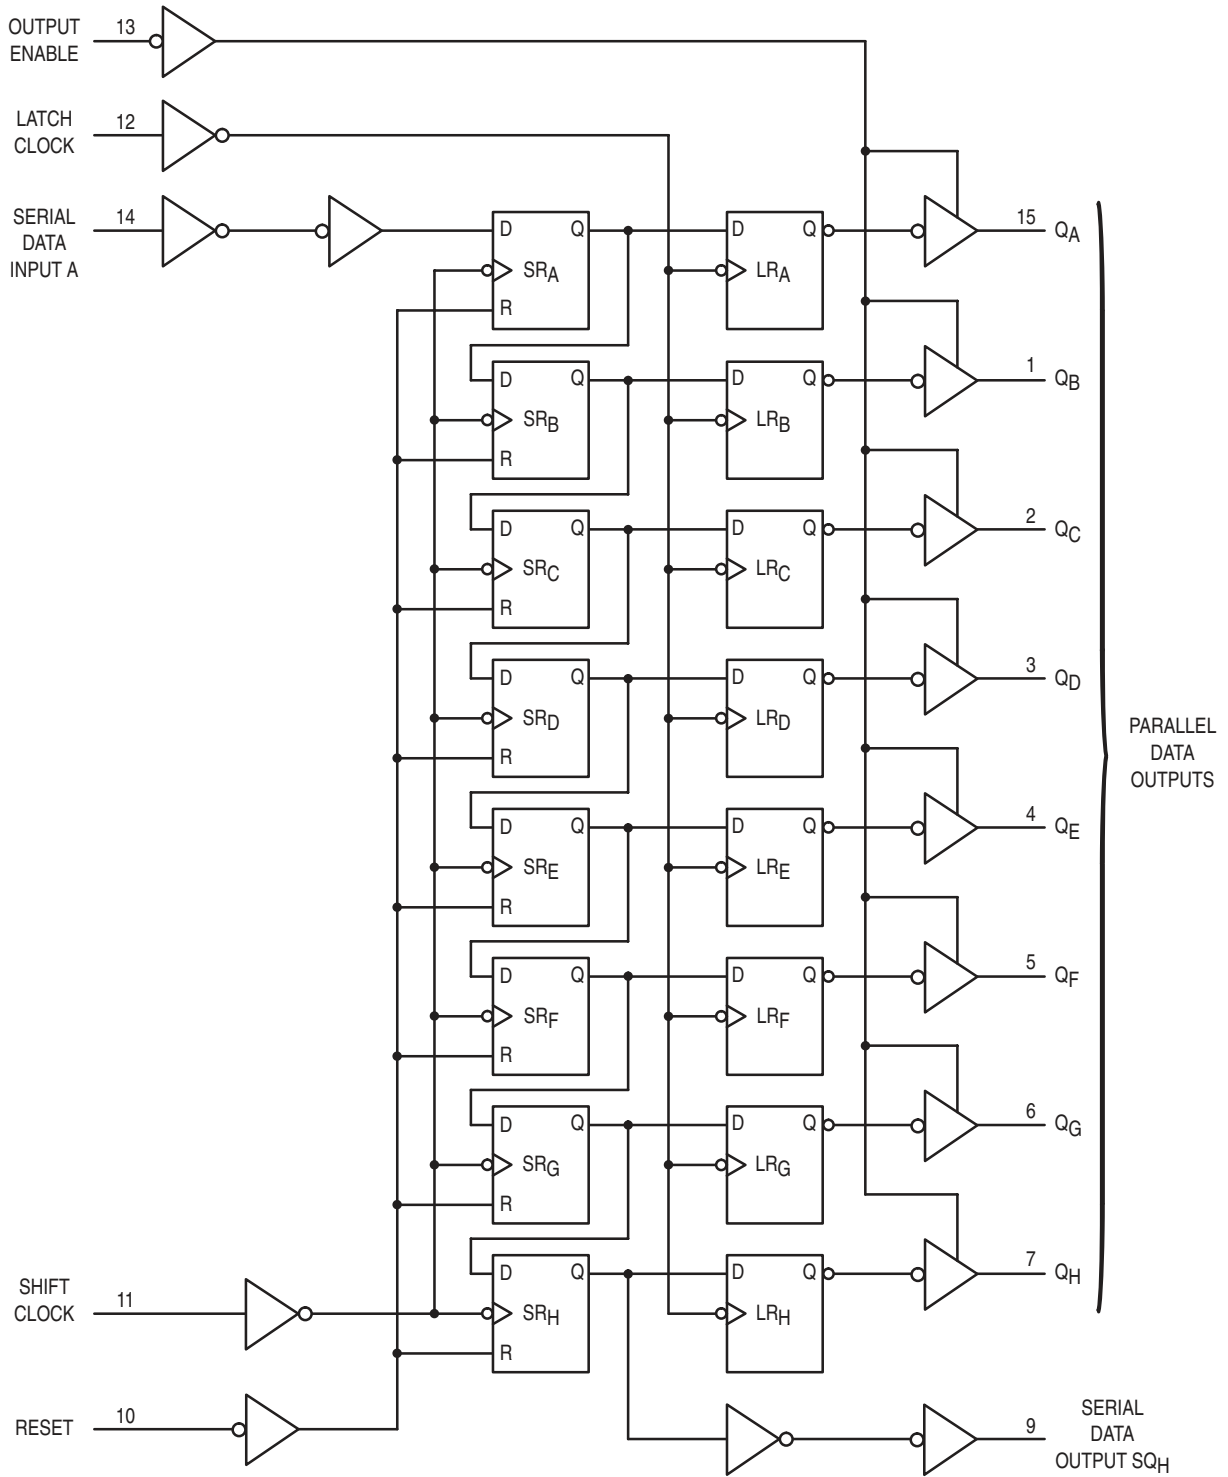 OUTPUT
ENABLE
13
LATCH
CLOCK
12
SERIAL
DATA
INPUT A
14
D Q
SRA
R
D Q
LRA
15
QA
D Q
SRB
R
D Q
LRB
1
QB
D Q
SRC
R
D Q
LRC
2
QC
D Q
SRD
R
D Q
LRD
3
QD
PARALLEL
DATA
OUTPUTS
D Q
SRE
R
D Q
LRE
4
QE
D Q
SRF
R
D Q
LRF
5
QF
D Q
SRG
R
D Q
LRG
6
QG
SHIFT
CLOCK
11
D Q
SRH
R
D Q
LRH
7
QH
RESET
10
9
SERIAL
DATA
OUTPUT SQH